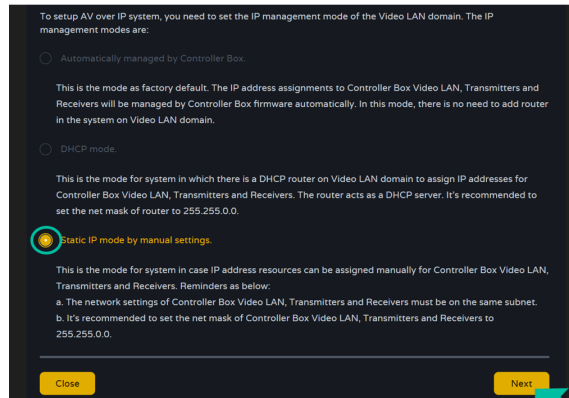 To setup AV over IP system, you need to set the IP management mode of the Video LAN domain. The IP
management modes are:
Automatically managed by Controller Box.
This is the mode as factory default. The IP address assignments to Controller Box Video LAN, Transmitters and
Receivers will be managed by Controller Box firmware automatically. In this mode, there is no need to add router
in the system on Video LAN domain.
DHCP mode.
This is the mode for system in which there is a DHCP router on Video LAN domain to assign IP addresses for
Controller Box Video LAN, Transmitters and Receivers. The router acts as a DHCP server. It's recommended to
set the net mask of router to 255.255.0.0.
Static IP mode by manual settings.
This is the mode for system in case IP address resources can be assigned manually for Controller Box Video LAN,
Transmitters and Receivers. Reminders as below:
a. The network settings of Controller Box Video LAN, Transmitters and Receivers must be on the same subnet.
b. It's recommended to set the net mask of Controller Box Video LAN, Transmitters and Receivers to
255.255.0.0.
Close
Next